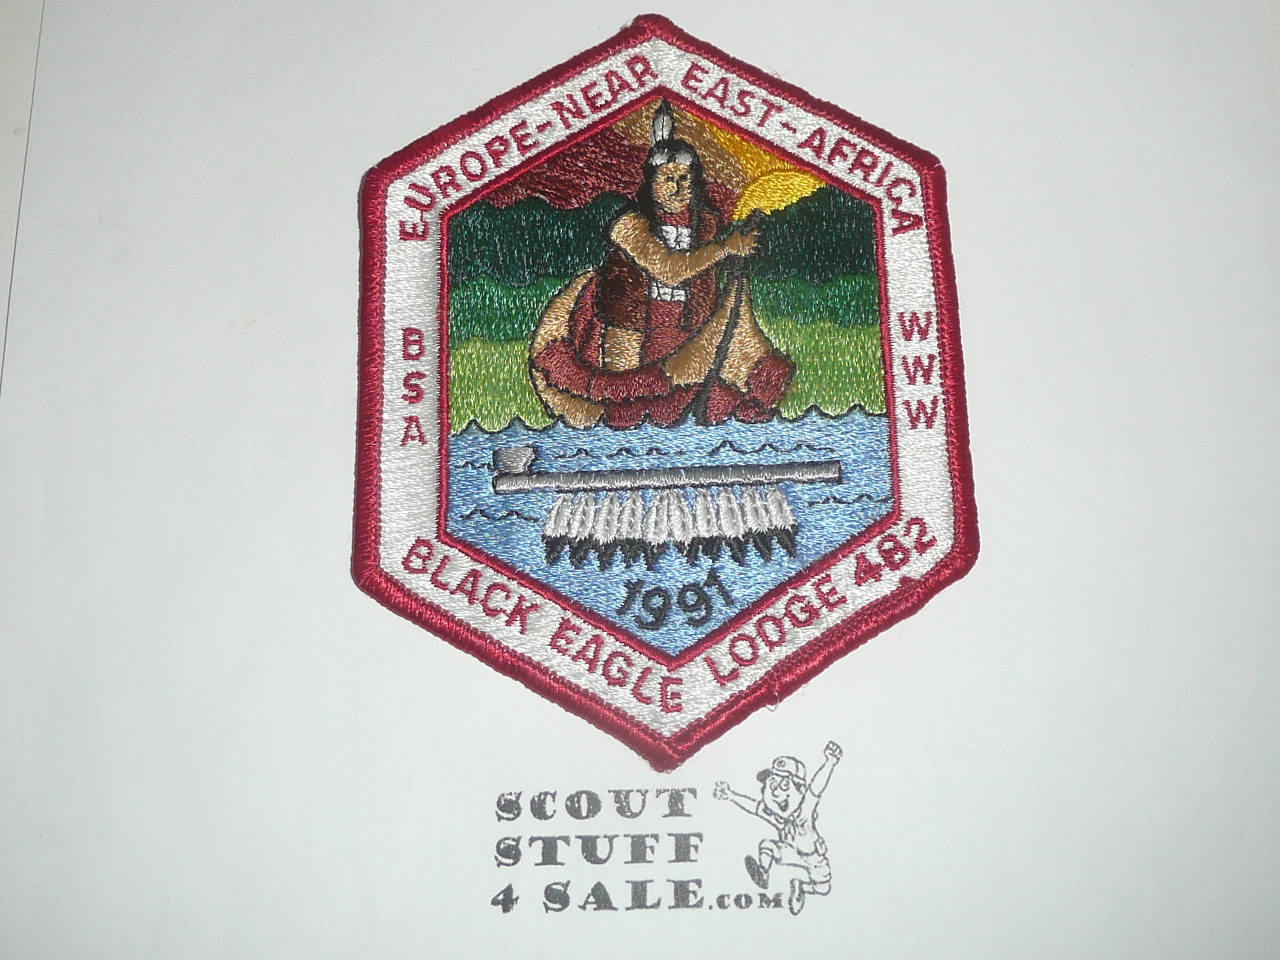 EUROPE-NEAR EAST-AFRICA
BSA
WWW
1991
BLACK EAGLE LODGE 482
SCOUT
STUFF
4 SALE.COM